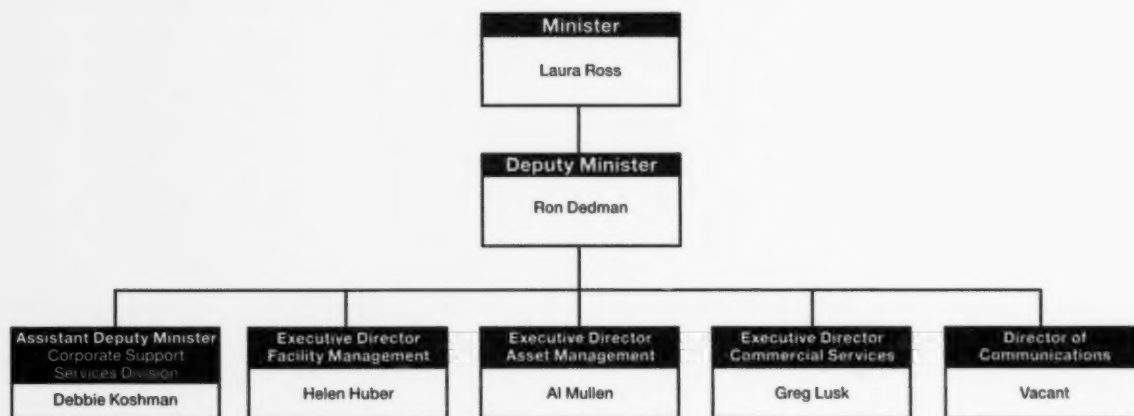 Minister
Laura Ross
Deputy Minister
Ron Dedman
Assistant Deputy Minister
Corporate Support
Services Division
Debbie Koshman
Executive Director
Facility Management
Helen Huber
Executive Director
Asset Management
Al Mullen
Executive Director
Commercial Services
Greg Lusk
Director of
Communications
Vacant